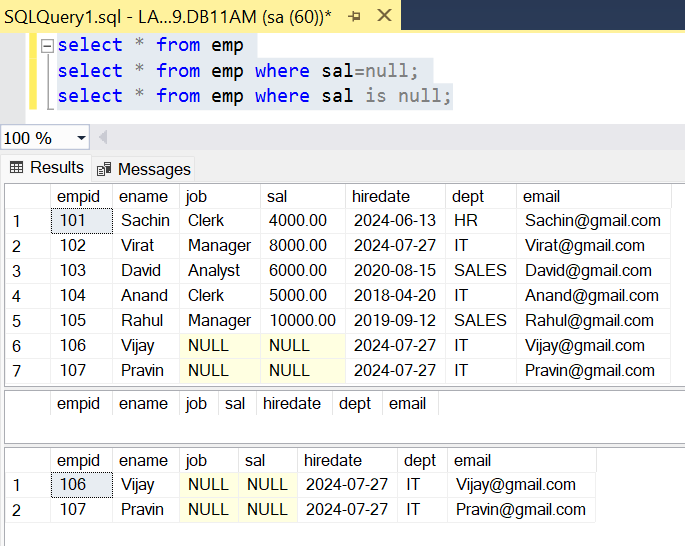 SQLQuery1.sql - LA...9.DB11AM (sa (60))*
select * from emp
select * from emp where sal=null;
select * from emp where sal is null;
100 %
Results Messages
empid ename job sal hiredate dept email
1 101 Sachin Clerk 4000.00 2024-06-13 HR Sachin@gmail.com
2 102 Virat Manager 8000.00 2024-07-27 IT Virat@gmail.com
3 103 David Analyst 6000.00 2020-08-15 SALES David@gmail.com
4 104 Anand Clerk 5000.00 2018-04-20 IT Anand@gmail.com
5 105 Rahul Manager 10000.00 2019-09-12 SALES Rahul@gmail.com
6 106 Vijay NULL NULL 2024-07-27 IT Vijay@gmail.com
7 107 Pravin NULL NULL 2024-07-27 IT Pravin@gmail.com
empid ename job sal hiredate dept email
empid ename job sal hiredate dept email
1 106 Vijay NULL NULL 2024-07-27 IT Vijay@gmail.com
2 107 Pravin NULL NULL 2024-07-27 IT Pravin@gmail.com